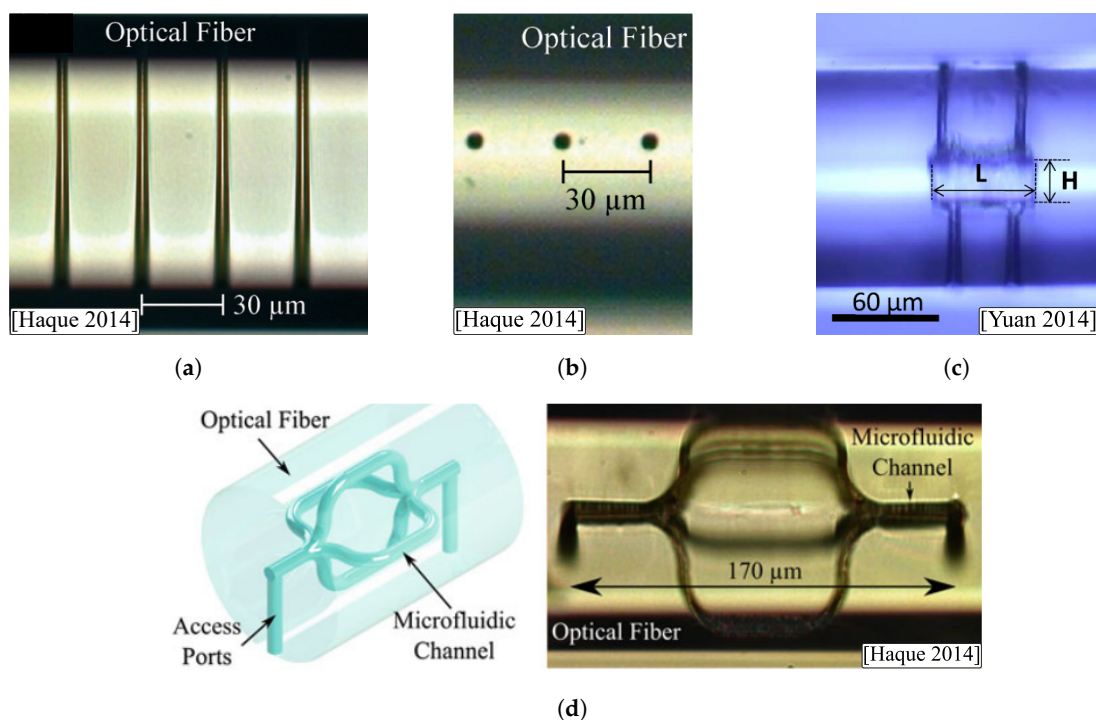 Optical Fiber
30 µm
[Haque 2014]
(a)
Optical Fiber
30 µm
[Haque 2014]
(b)
L
H
60 µm
[Yuan 2014]
(c)
Optical Fiber
Access
Ports
Microfluidic
Channel
Microfluidic
Channel
170 µm
Optical Fiber
[Haque 2014]
(d)